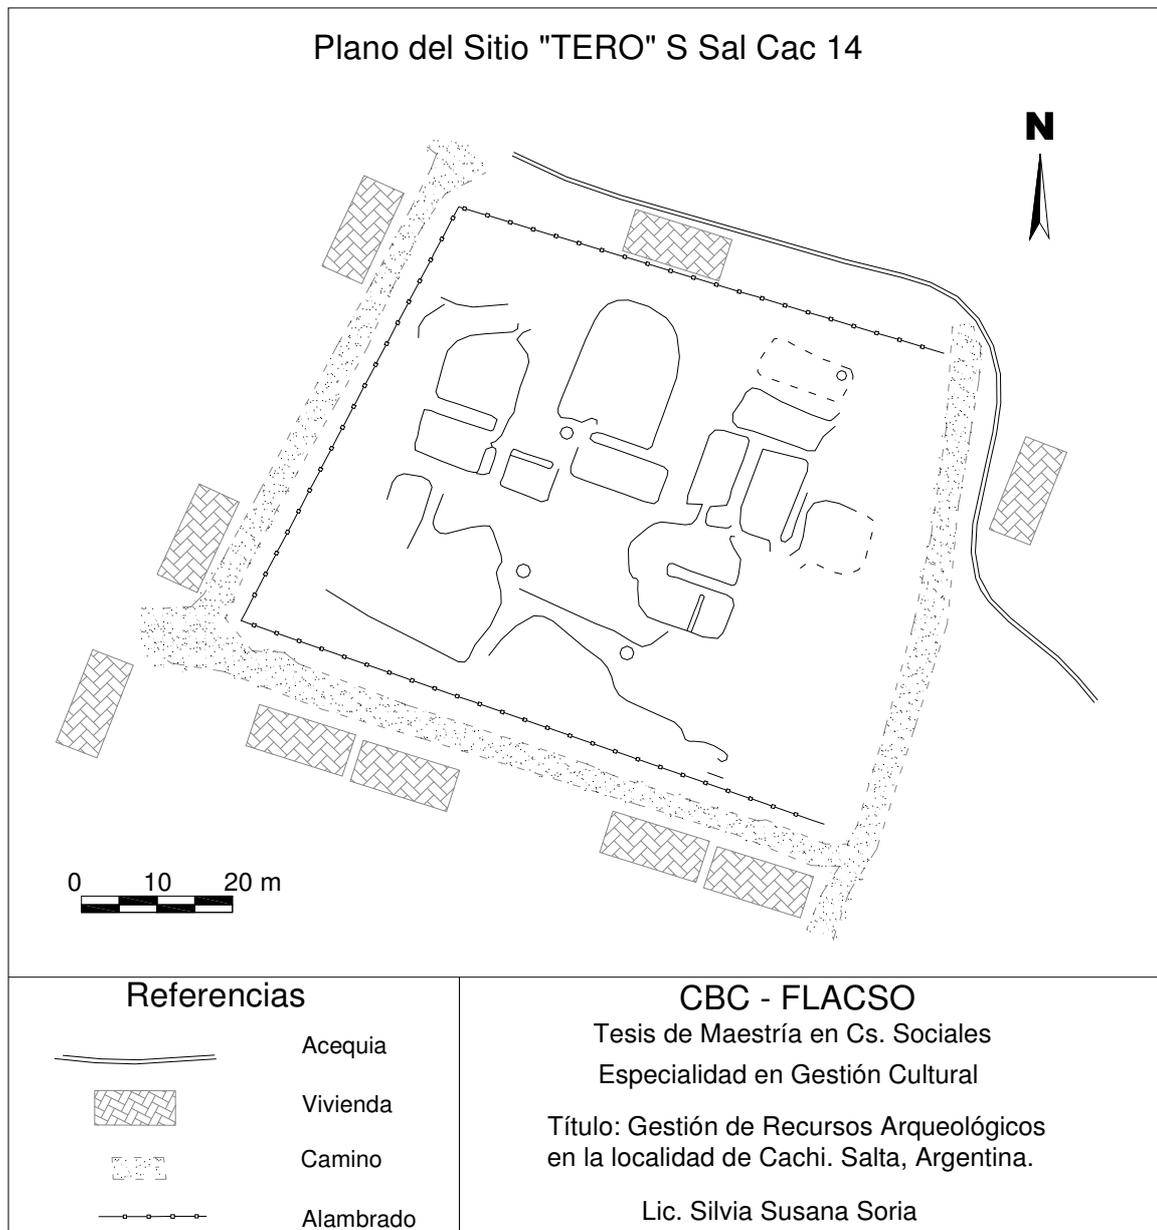 Plano del Sitio "TERO" S Sal Cac 14
N
0 10 20 m
Referencias
Acequia
Vivienda
Camino
Alambrado
CBC - FLACSO
Tesis de Maestría en Cs. Sociales
Especialidad en Gestión Cultural
Título: Gestión de Recursos Arqueológicos
en la localidad de Cachi. Salta, Argentina.
Lic. Silvia Susana Soria